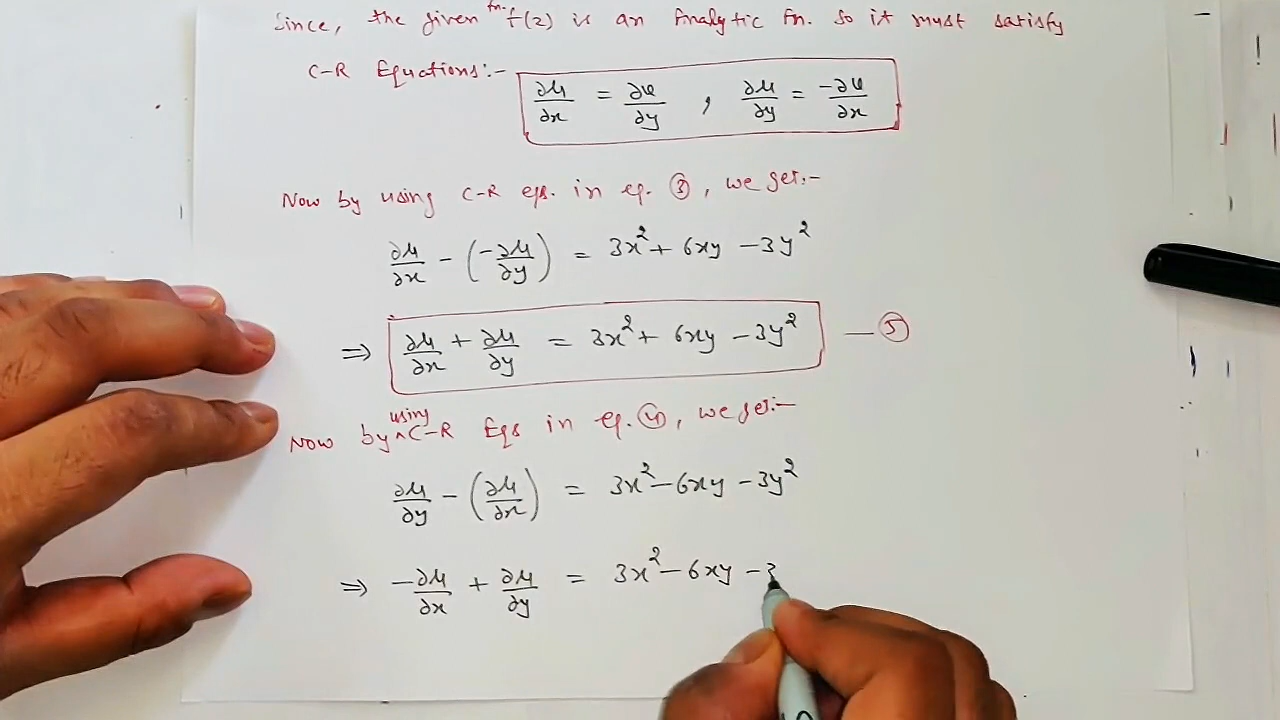 Since, the given fn. f(z) is an Analytic Fn. so it must satisfy
C-R Equations:-
∂u/∂x = ∂v/∂y , ∂u/∂y = -∂v/∂x
Now by using C-R eqs. in eq. ③, we get:-
∂u/∂x - (-∂u/∂y) = 3x² + 6xy - 3y²
⇒ ∂u/∂x + ∂u/∂y = 3x² + 6xy - 3y² — ⑤
Now by ^using C-R Eqs in eq. ④, we get:-
∂u/∂y - (∂u/∂x) = 3x² - 6xy - 3y²
⇒ -∂u/∂x + ∂u/∂y = 3x² - 6xy - 3